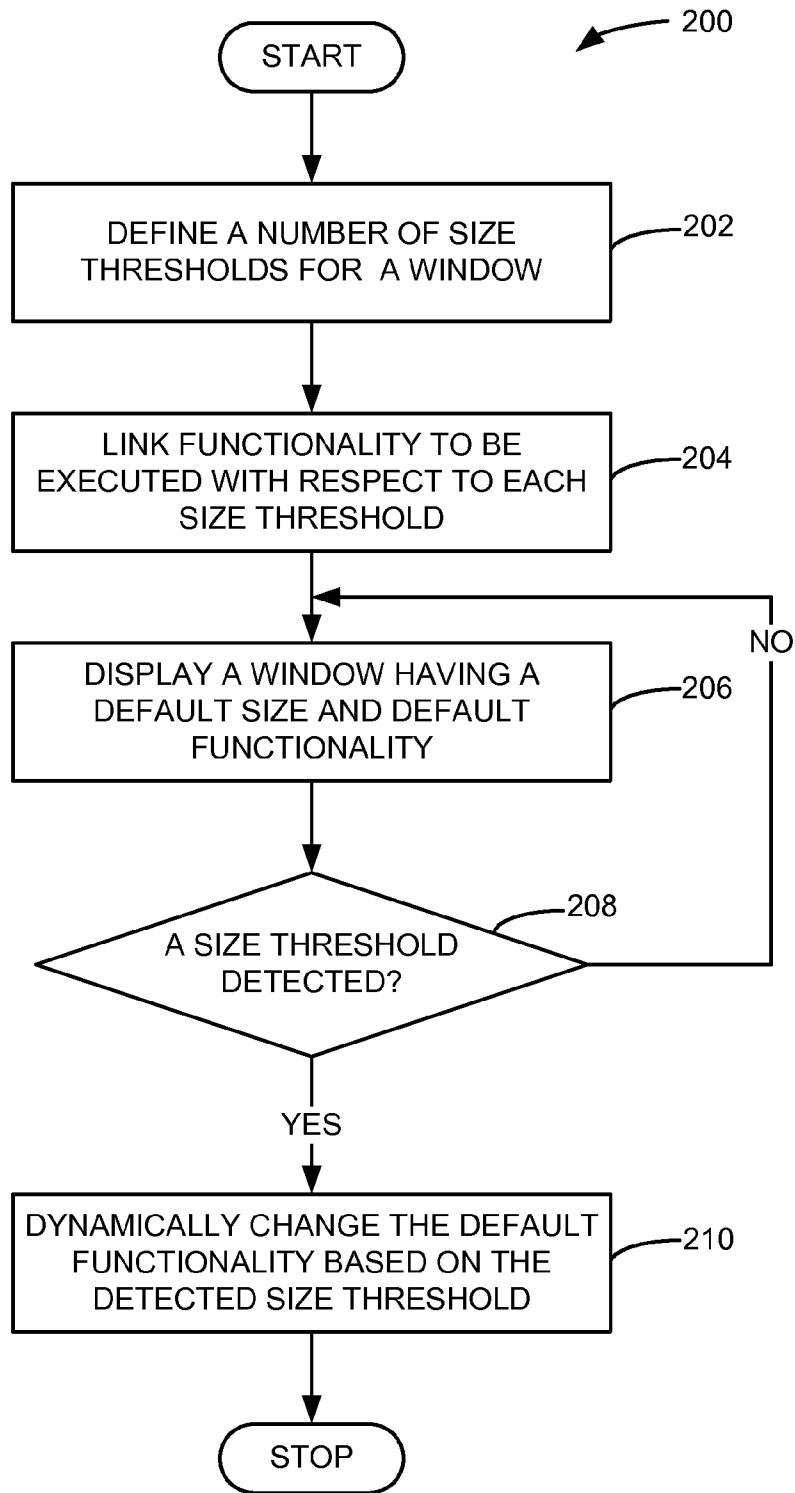 200
START
DEFINE A NUMBER OF SIZE
THRESHOLDS FOR A WINDOW
202
LINK FUNCTIONALITY TO BE
EXECUTED WITH RESPECT TO EACH
SIZE THRESHOLD
204
NO
DISPLAY A WINDOW HAVING A
DEFAULT SIZE AND DEFAULT
FUNCTIONALITY
206
208
A SIZE THRESHOLD
DETECTED?
YES
DYNAMICALLY CHANGE THE DEFAULT
FUNCTIONALITY BASED ON THE
DETECTED SIZE THRESHOLD
210
STOP